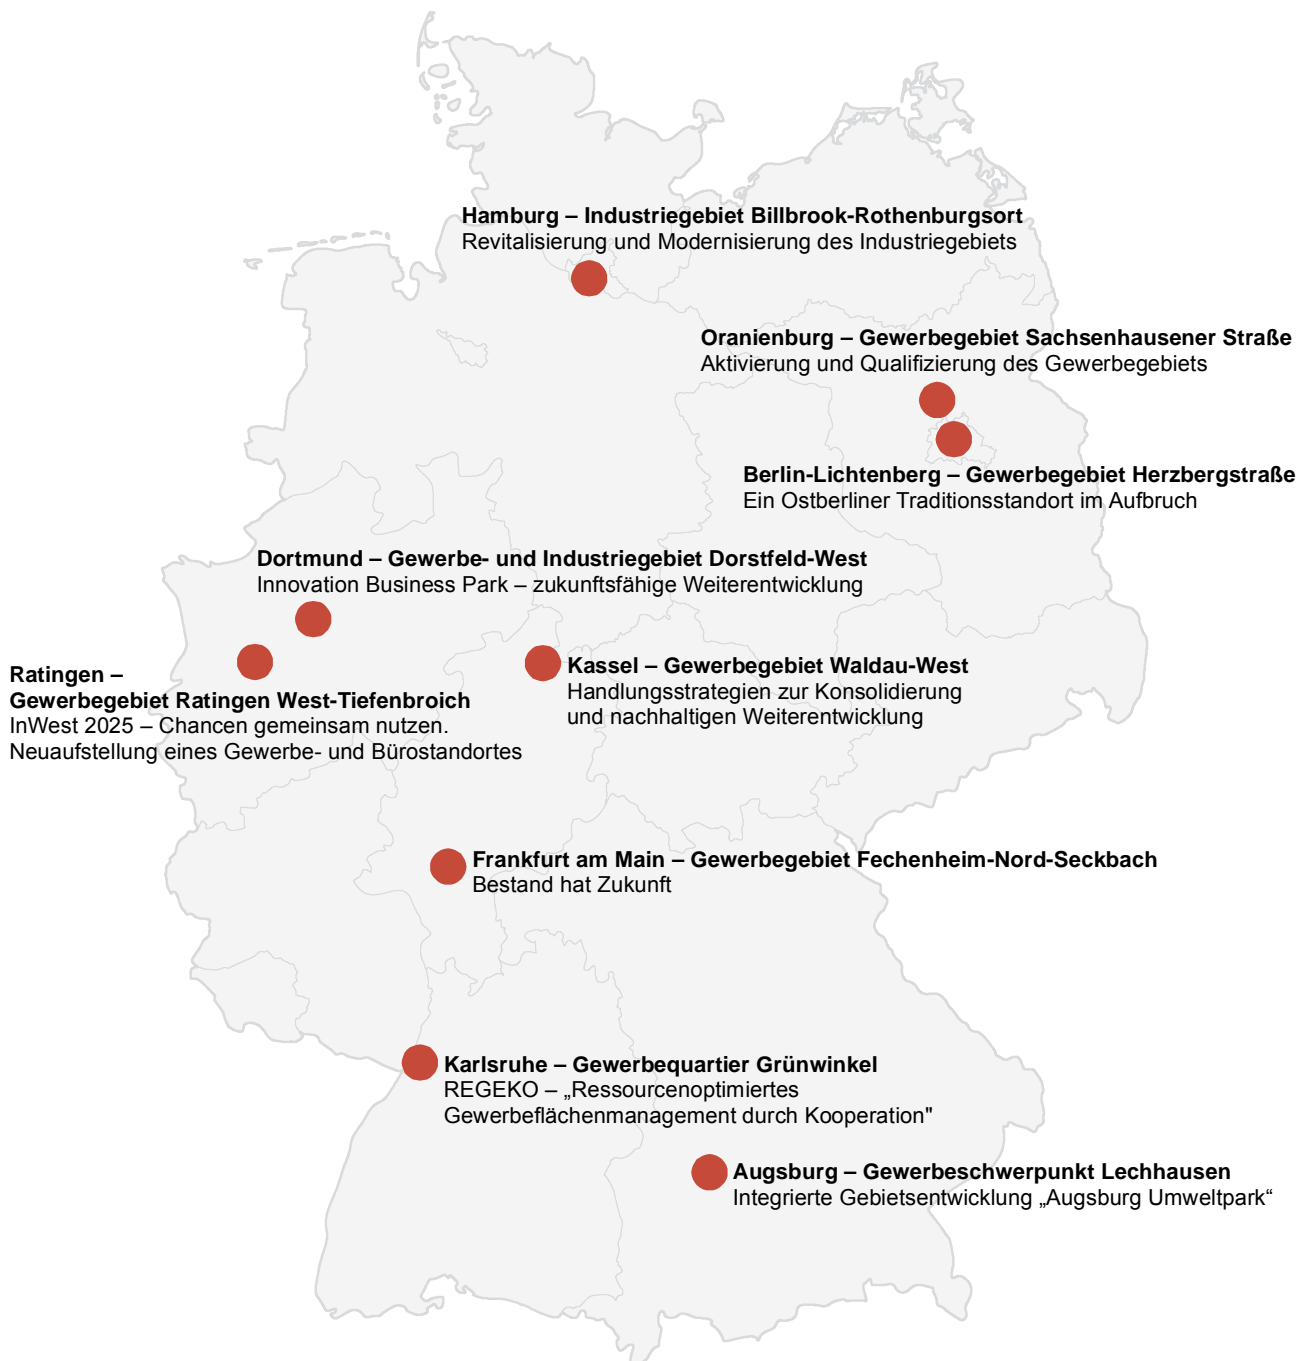 Hamburg – Industriegebiet Billbrook-Rothenburgsort
Revitalisierung und Modernisierung des Industriegebiets
Oranienburg – Gewerbegebiet Sachsenhausener Straße
Aktivierung und Qualifizierung des Gewerbegebiets
Berlin-Lichtenberg – Gewerbegebiet Herzbergstraße
Ein Ostberliner Traditionsstandort im Aufbruch
Dortmund – Gewerbe- und Industriegebiet Dorstfeld-West
Innovation Business Park – zukunftsfähige Weiterentwicklung
Ratingen –
Gewerbegebiet Ratingen West-Tiefenbroich
InWest 2025 – Chancen gemeinsam nutzen.
Neuaufstellung eines Gewerbe- und Bürostandortes
Kassel – Gewerbegebiet Waldau-West
Handlungsstrategien zur Konsolidierung
und nachhaltigen Weiterentwicklung
Frankfurt am Main – Gewerbegebiet Fechenheim-Nord-Seckbach
Bestand hat Zukunft
Karlsruhe – Gewerbequartier Grünwinkel
REGEKO – „Ressourcenoptimiertes
Gewerbeflächenmanagement durch Kooperation"
Augsburg – Gewerbeschwerpunkt Lechhausen
Integrierte Gebietsentwicklung „Augsburg Umweltpark“